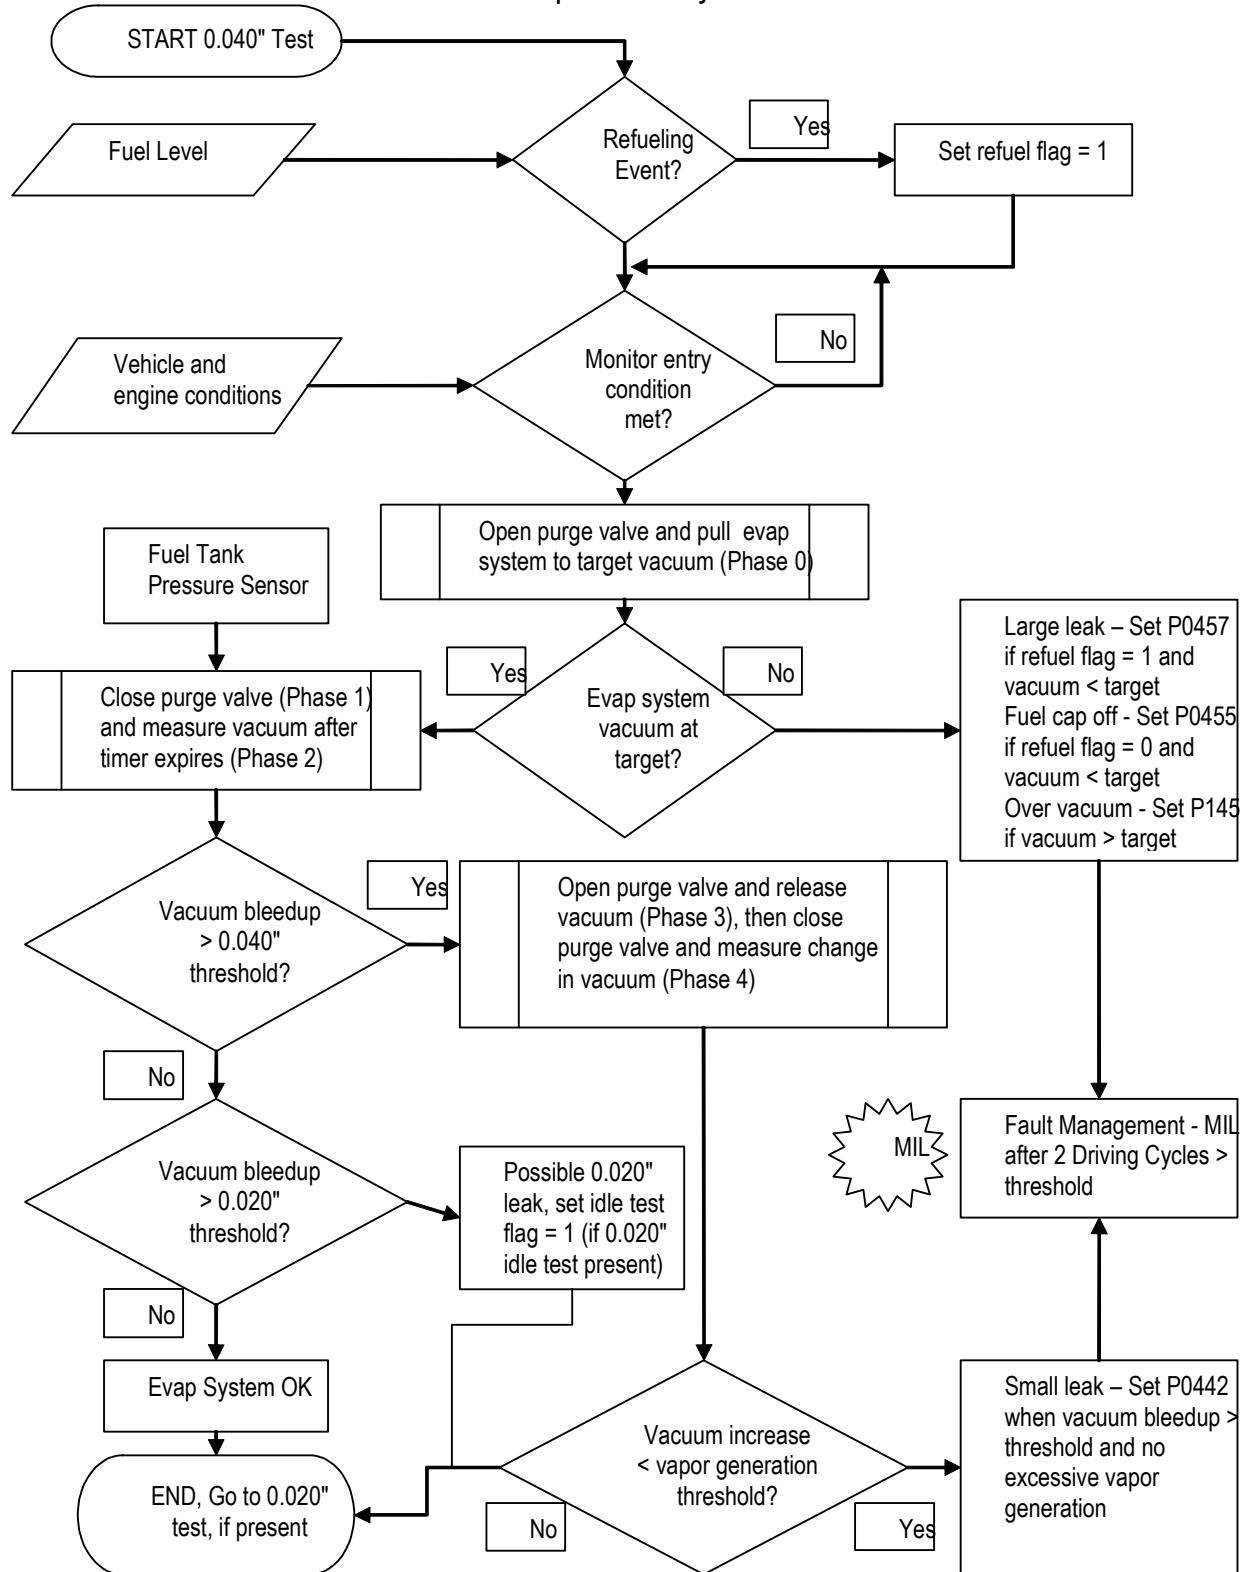 START 0.040" Test
Refueling
Event?
Yes
Fuel Level
Set refuel flag = 1
No
Vehicle and
engine conditions
Monitor entry
condition
met?
Open purge valve and pull evap
system to target vacuum (Phase 0)
Fuel Tank
Pressure Sensor
Yes
No
Evap system
vacuum at
target?
Close purge valve (Phase 1)
and measure vacuum after
timer expires (Phase 2)
Large leak – Set P0457
if refuel flag = 1 and
vacuum < target
Fuel cap off - Set P0455
if refuel flag = 0 and
vacuum < target
Over vacuum - Set P145
if vacuum > target
Vacuum bleedup
> 0.040"
threshold?
Yes
Open purge valve and release
vacuum (Phase 3), then close
purge valve and measure change
in vacuum (Phase 4)
No
Vacuum bleedup
> 0.020"
threshold?
Possible 0.020"
leak, set idle test
flag = 1 (if 0.020"
idle test present)
MIL
Fault Management - MIL
after 2 Driving Cycles >
threshold
No
Evap System OK
Vacuum increase
< vapor generation
threshold?
Small leak – Set P0442
when vacuum bleedup >
threshold and no
excessive vapor
generation
END, Go to 0.020"
test, if present
No
Yes